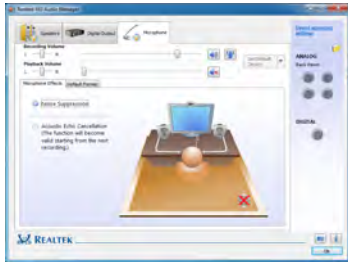 Realtek HD Audio Manager
Speakers
Digital Output
Microphone
Device advanced settings
Recording Volume
L
R
Playback Volume
L
R
ANALOG
Back Panel
Microphone Effects
Default Format
Noise Suppression
Acoustic Echo Cancellation
(The function will become
valid starting from the next
recording)
DIGITAL
REALTEK
OK